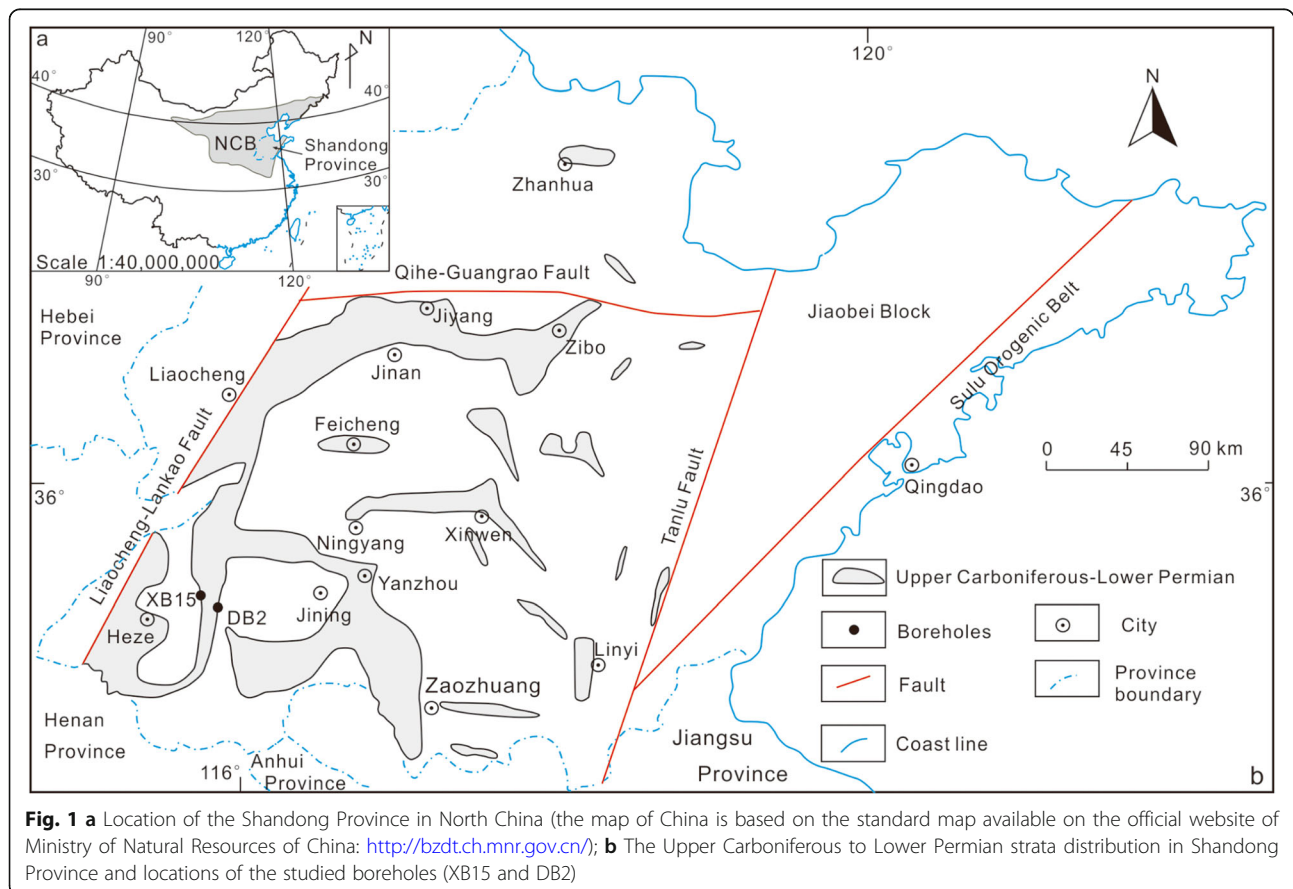 a
90°
120°
N
40°
40°
NCB
Shandong
Province
30°
30°
Scale 1:40,000,000
90°
120°
120°
N
Zhanhua
Qihe-Guangrao Fault
Hebei
Province
Jiyang
Zibo
Jiaobei Block
Jinan
Liaocheng
Sulu Orogenic Belt
Feicheng
0 45 90 km
Liaocheng-Lankao Fault
Tanlu Fault
Qingdao
36°
36°
Ningyang
Xinwen
Yanzhou
Upper Carboniferous-Lower Permian
XB15
DB2
Jining
Heze
Boreholes
City
Linyi
Fault
Province
boundary
Zaozhuang
Henan
Province
Jiangsu
Province
Coast line
Anhui
Province
116°
b
Fig. 1 a Location of the Shandong Province in North China (the map of China is based on the standard map available on the official website of
Ministry of Natural Resources of China: http://bzdt.ch.mnr.gov.cn/); b The Upper Carboniferous to Lower Permian strata distribution in Shandong
Province and locations of the studied boreholes (XB15 and DB2)